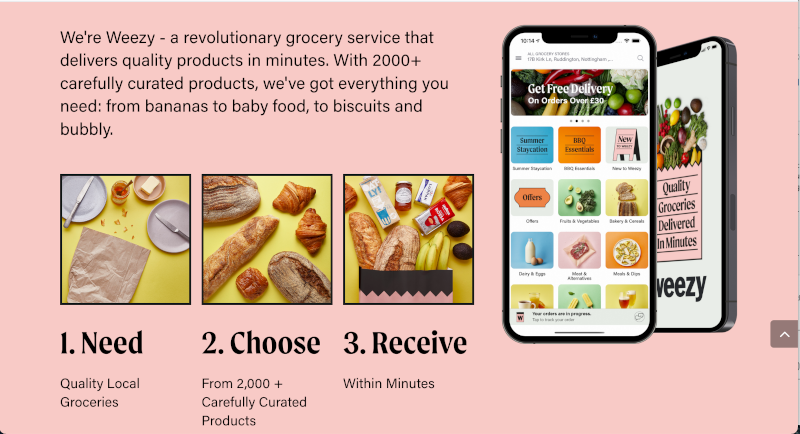 We're Weezy - a revolutionary grocery service that
delivers quality products in minutes. With 2000+
carefully curated products, we've got everything you
need: from bananas to baby food, to biscuits and
bubbly.
1. Need
Quality Local
Groceries
2. Choose
From 2,000 +
Carefully Curated
Products
3. Receive
Within Minutes
10:14
ALL GROCERY STORES
17B Kirk Ln, Ruddington, Nottingham, ...
Get Free Delivery
On Orders Over £30
Summer
Staycation
BBQ
Essentials
New
TO WEEZY
Summer Staycation
BBQ Essentials
New to Weezy
Offers
Offers
Fruits & Vegetables
Bakery & Cereals
Dairy & Eggs
Meat &
Alternatives
Meals & Dips
Your orders are in progress.
Tap to track your order
Quality
Groceries
Delivered
In Minutes
weezy